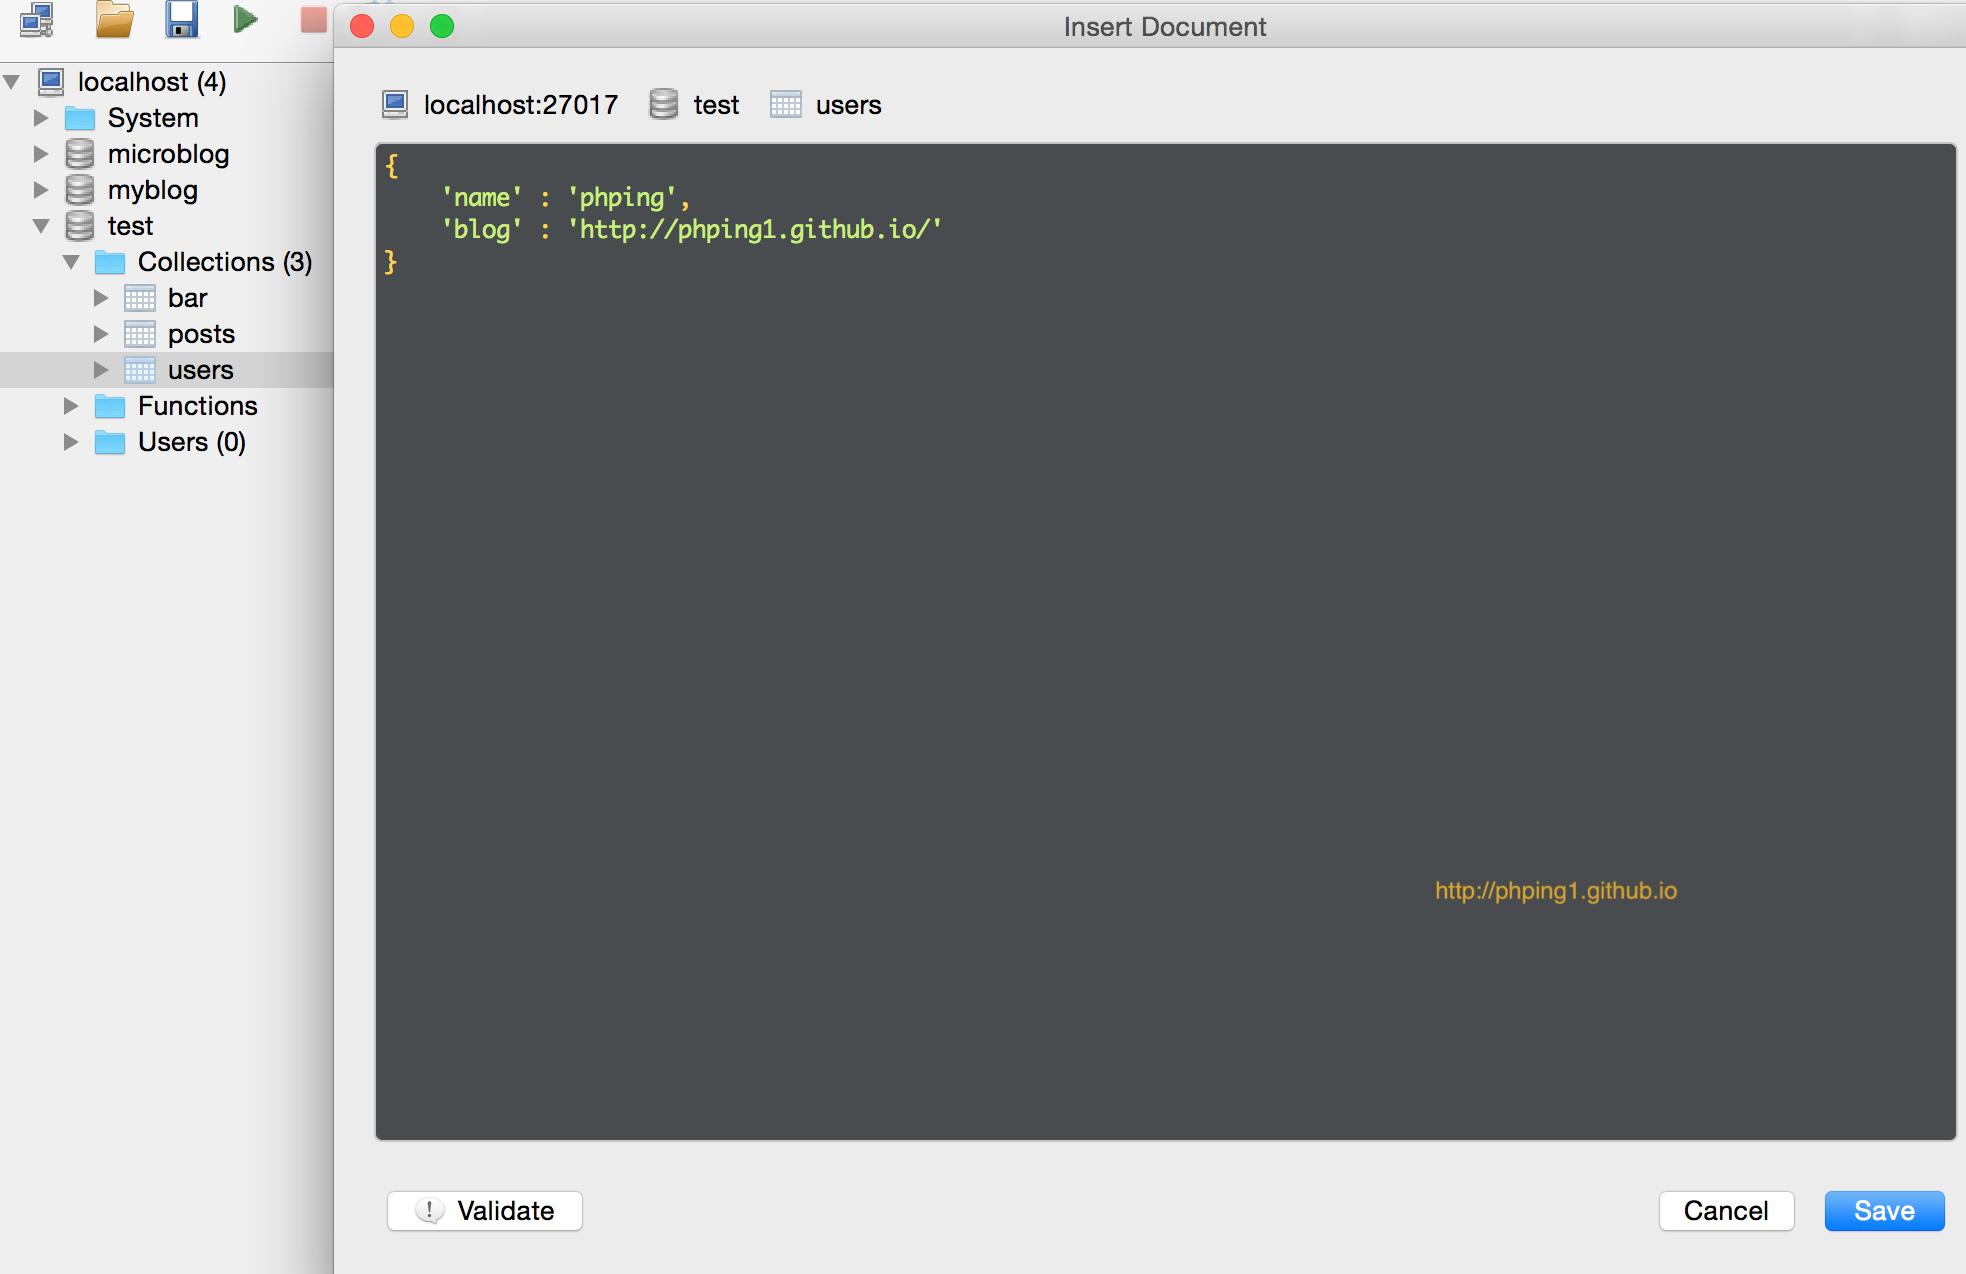 Insert Document
localhost (4)
System
microblog
myblog
test
Collections (3)
bar
posts
users
Functions
Users (0)
localhost:27017 test users
{
'name' : 'phping',
'blog' : 'http://phping1.github.io/'
}
http://phping1.github.io
Validate Cancel Save